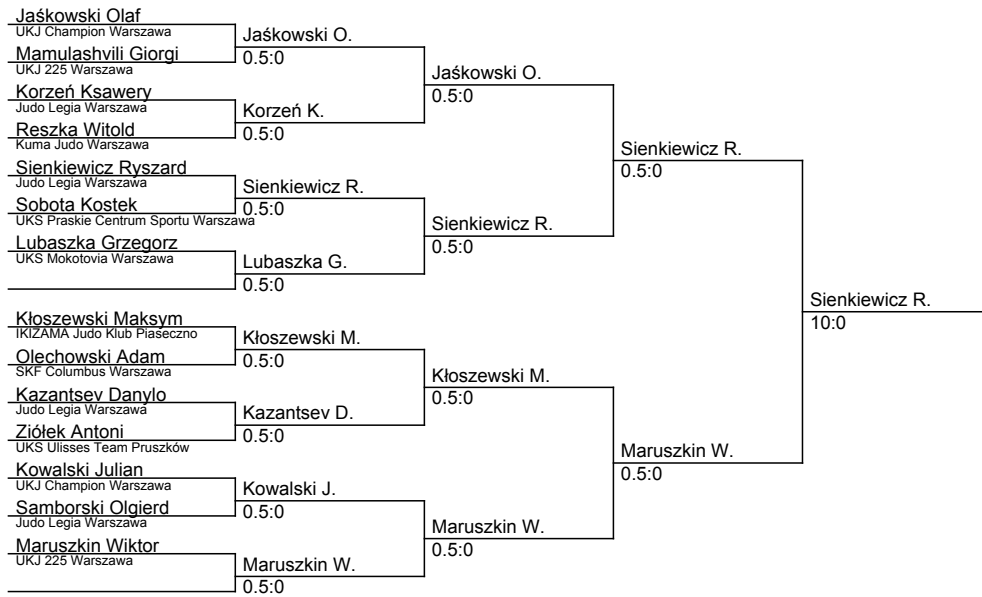 Jaśkowski Olaf
UKJ Champion Warszawa
Mamulashvili Giorgi
UKJ 225 Warszawa
Korzeń Ksawery
Judo Legia Warszawa
Reszka Witold
Kuma Judo Warszawa
Sienkiewicz Ryszard
Judo Legia Warszawa
Sobota Kostek
UKS Praskie Centrum Sportu Warszawa
Lubaszka Grzegorz
UKS Mokotovia Warszawa
Kłoszewski Maksym
IKIZAMA Judo Klub Piaseczno
Olechowski Adam
SKF Columbus Warszawa
Kazantsev Danylo
Judo Legia Warszawa
Ziółek Antoni
UKS Ulisses Team Pruszków
Kowalski Julian
UKJ Champion Warszawa
Samborski Olgierd
Judo Legia Warszawa
Maruszkin Wiktor
UKJ 225 Warszawa
Jaśkowski O.
0.5:0
Korzeń K.
0.5:0
Sienkiewicz R.
0.5:0
Lubaszka G.
0.5:0
Kłoszewski M.
0.5:0
Kazantsev D.
0.5:0
Kowalski J.
0.5:0
Maruszkin W.
0.5:0
Jaśkowski O.
0.5:0
Sienkiewicz R.
0.5:0
Kłoszewski M.
0.5:0
Maruszkin W.
0.5:0
Sienkiewicz R.
0.5:0
Maruszkin W.
0.5:0
Sienkiewicz R.
10:0